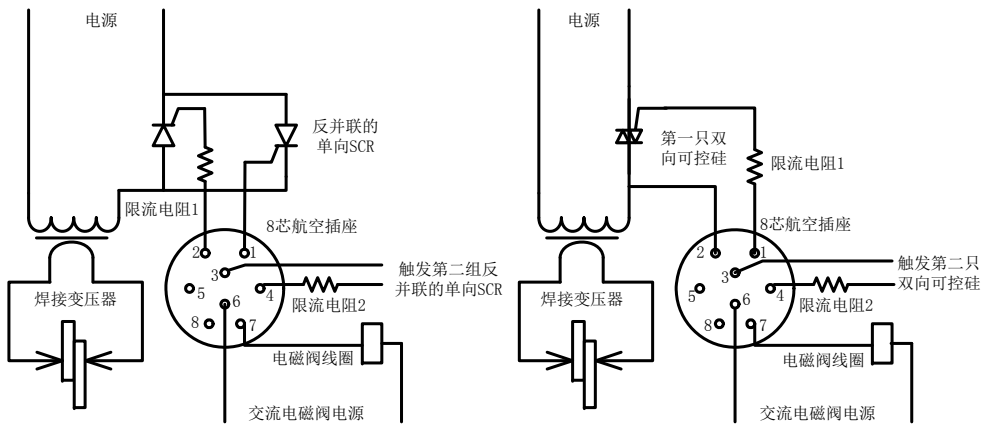 电源
反并联的
单向SCR
限流电阻1
8芯航空插座
2
1
3
触发第二组反
并联的单向SCR
5
4
6
限流电阻2
焊接变压器
8
7
电磁阀线圈
交流电磁阀电源
电源
第一只双
向可控硅
限流电阻1
8芯航空插座
2
1
3
触发第二只
双向可控硅
5
4
6
限流电阻2
焊接变压器
8
7
电磁阀线圈
交流电磁阀电源